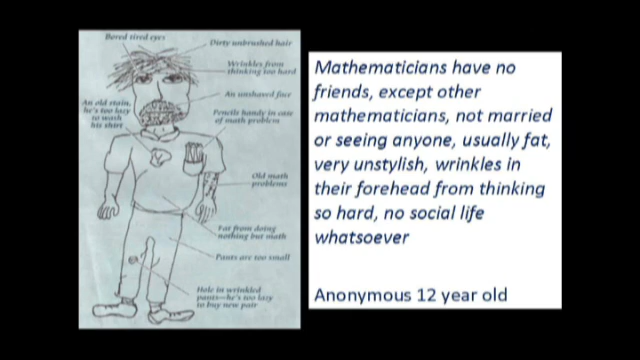 Bored tired eyes
Dirty unbrushed hair
Wrinkles from
thinking too hard
An unshaved face
An old stain,
he's too lazy
to wash
his shirt
Pencils handy in case
of math problem
Old math
problems
Fat from doing
nothing but math
Pants are too small
Hole in wrinkled
pants—he's too lazy
to buy new pair
Mathematicians have no
friends, except other
mathematicians, not married
or seeing anyone, usually fat,
very unstylish, wrinkles in
their forehead from thinking
so hard, no social life
whatsoever
Anonymous 12 year old